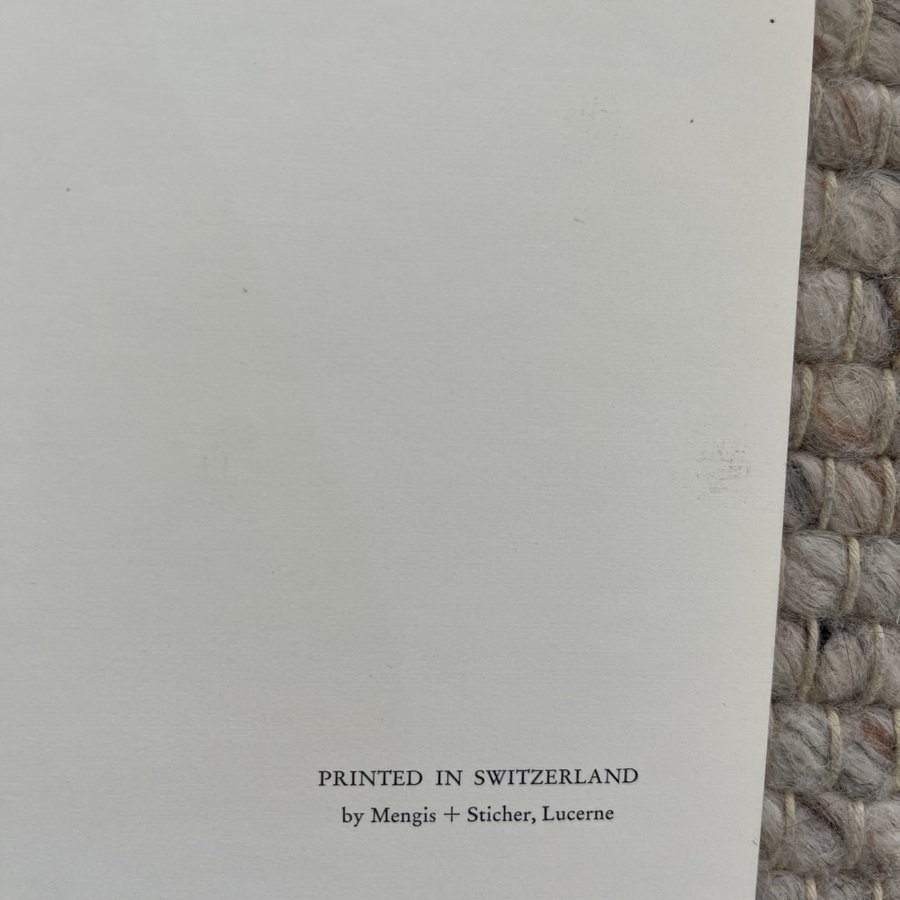 PRINTED IN SWITZERLAND
by Mengis + Sticher, Lucerne